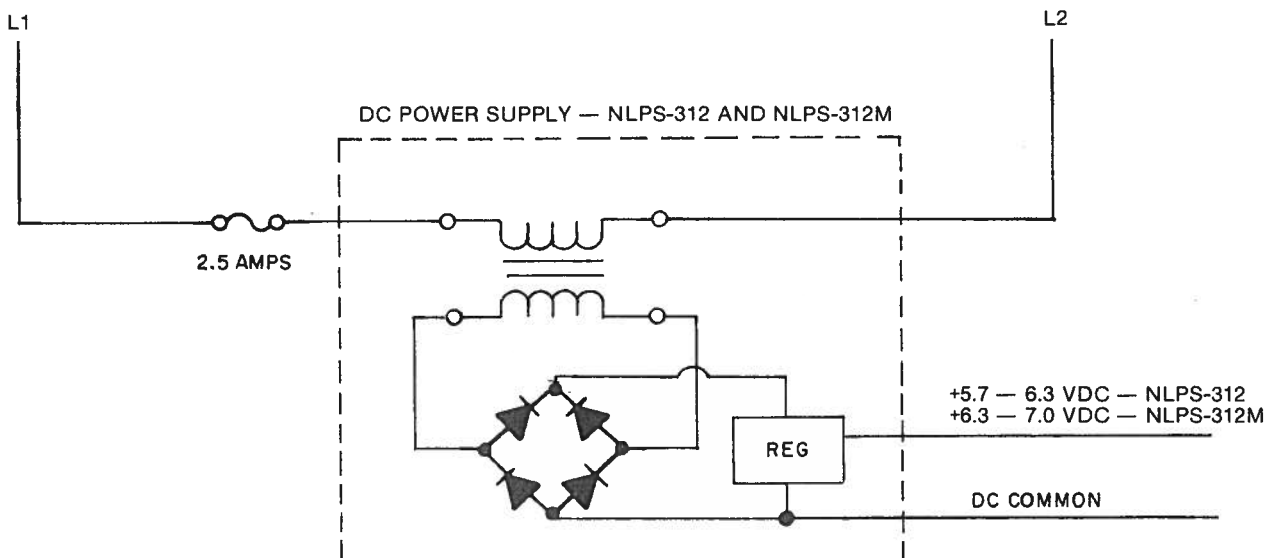 L1
L2
DC POWER SUPPLY — NLPS-312 AND NLPS-312M
2.5 AMPS
+5.7 — 6.3 VDC — NLPS-312
+6.3 — 7.0 VDC — NLPS-312M
REG
DC COMMON